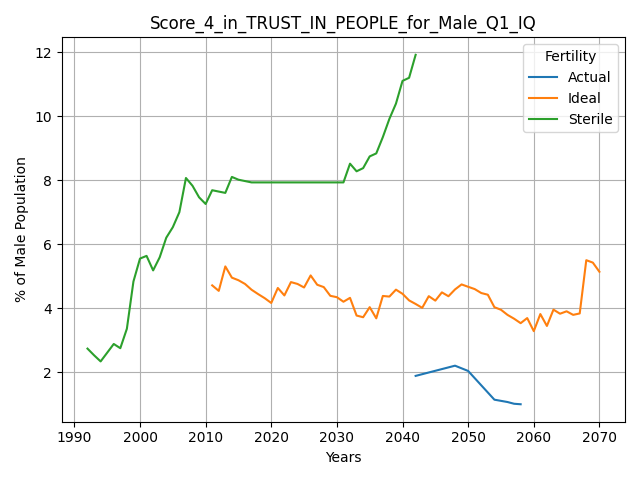 Score_4_in_TRUST_IN_PEOPLE_for_Male_Q1_IQ
Fertility
Actual
Ideal
Sterile
% of Male Population
12
10
8
6
4
2
1990 2000 2010 2020 2030 2040 2050 2060 2070
Years